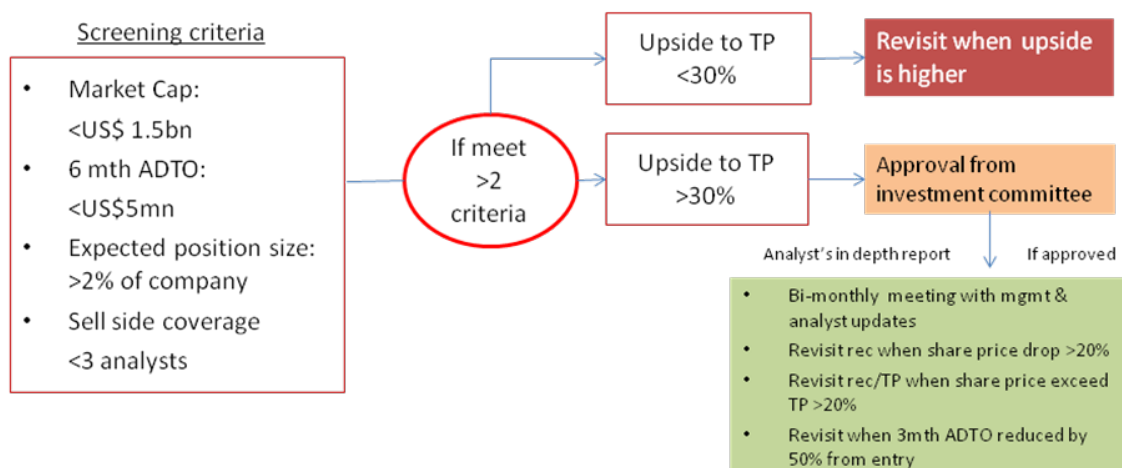 Screening criteria
• Market Cap:
<US$ 1.5bn
• 6 mth ADTO:
<US$5mn
• Expected position size:
>2% of company
• Sell side coverage
<3 analysts
If meet
>2
criteria
Upside to TP
<30%
Revisit when upside
is higher
Upside to TP
>30%
Approval from
investment committee
Analyst's in depth report
If approved
• Bi-monthly meeting with mgmt &
analyst updates
• Revisit rec when share price drop >20%
• Revisit rec/TP when share price exceed
TP >20%
• Revisit when 3mth ADTO reduced by
50% from entry